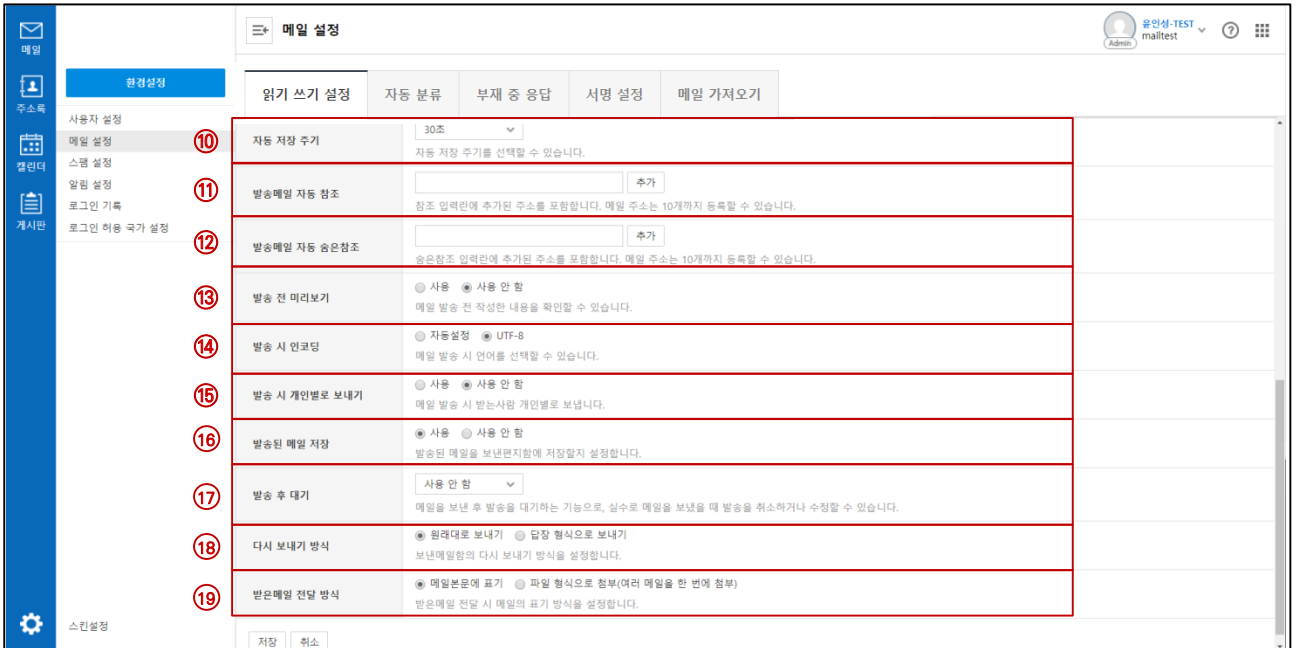 메일
주소록
캘린더
게시판
환경설정
사용자 설정
메일 설정
스팸 설정
알림 설정
로그인 기록
로그인 허용 국가 설정
스킨설정
메일 설정
Admin
윤인성-TEST
malltest
?
읽기 쓰기 설정 자동 분류 부재 중 응답 서명 설정 메일 가져오기
⑩ 자동 저장 주기 30초
자동 저장 주기를 선택할 수 있습니다.
⑪ 발송메일 자동 참조 추가
참조 입력란에 추가된 주소를 포함합니다. 메일 주소는 10개까지 등록할 수 있습니다.
⑫ 발송메일 자동 숨은참조 추가
숨은참조 입력란에 추가된 주소를 포함합니다. 메일 주소는 10개까지 등록할 수 있습니다.
⑬ 발송 전 미리보기 사용 사용 안 함
메일 발송 전 작성한 내용을 확인할 수 있습니다.
⑭ 발송 시 인코딩 자동설정 UTF-8
메일 발송 시 언어를 선택할 수 있습니다.
⑮ 발송 시 개인별로 보내기 사용 사용 안 함
메일 발송 시 받는사람 개인별로 보냅니다.
⑯ 발송된 메일 저장 사용 사용 안 함
발송된 메일을 보낸편지함에 저장할지 설정합니다.
⑰ 발송 후 대기 사용 안 함
메일을 보낸 후 발송을 대기하는 기능으로, 실수로 메일을 보냈을 때 발송을 취소하거나 수정할 수 있습니다.
⑱ 다시 보내기 방식 원래대로 보내기 답장 형식으로 보내기
보낸메일함의 다시 보내기 방식을 설정합니다.
⑲ 받은메일 전달 방식 메일본문에 표기 파일 형식으로 첨부(여러 메일을 한 번에 첨부)
받은메일 전달 시 메일의 표기 방식을 설정합니다.
저장 취소